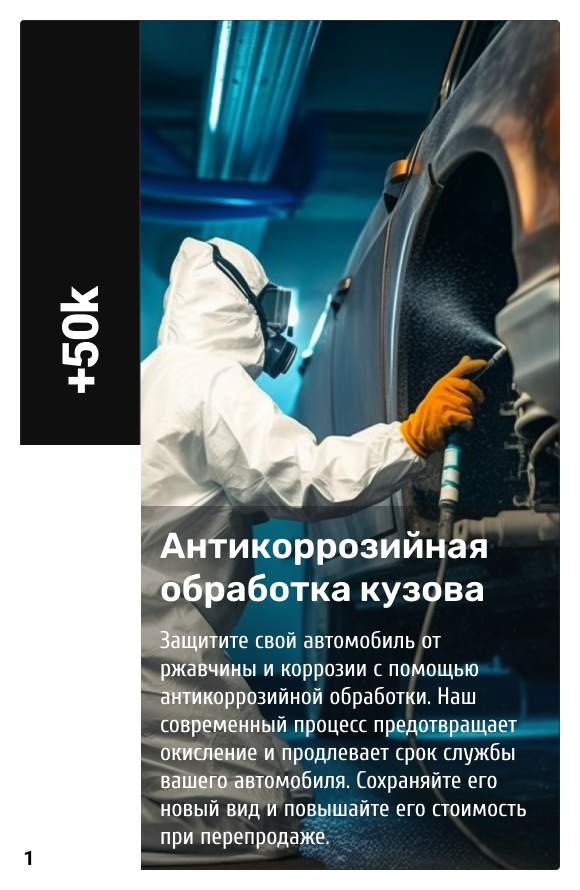 +50k
Антикоррозийная
обработка кузова
Защитите свой автомобиль от
ржавчины и коррозии с помощью
антикоррозийной обработки. Наш
современный процесс предотвращает
окисление и продлевает срок службы
вашего автомобиля. Сохраняйте его
новый вид и повышайте его стоимость
при перепродаже.
1